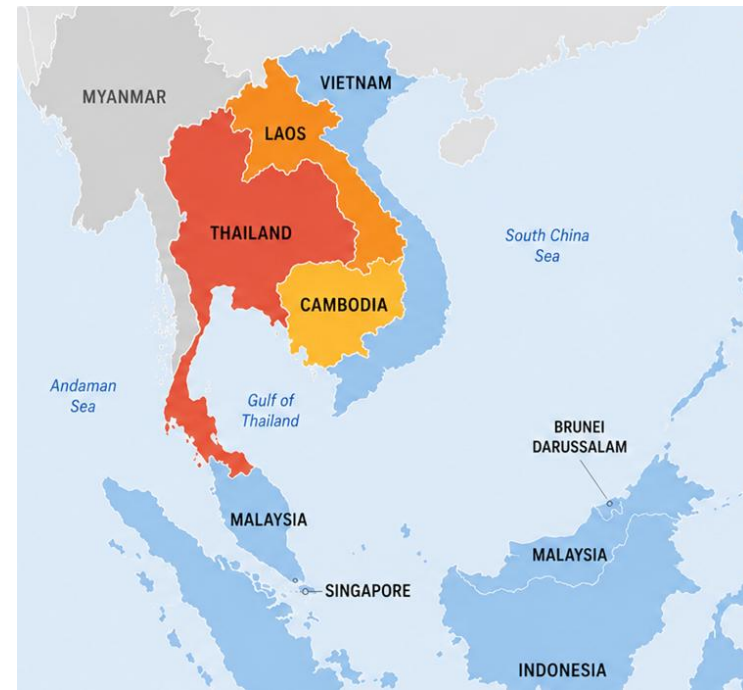 VIETNAM
MYANMAR
LAOS
THAILAND
South China
Sea
CAMBODIA
Andaman
Sea
Gulf of
Thailand
BRUNEI
DARUSSALAM
MALAYSIA
MALAYSIA
SINGAPORE
INDONESIA